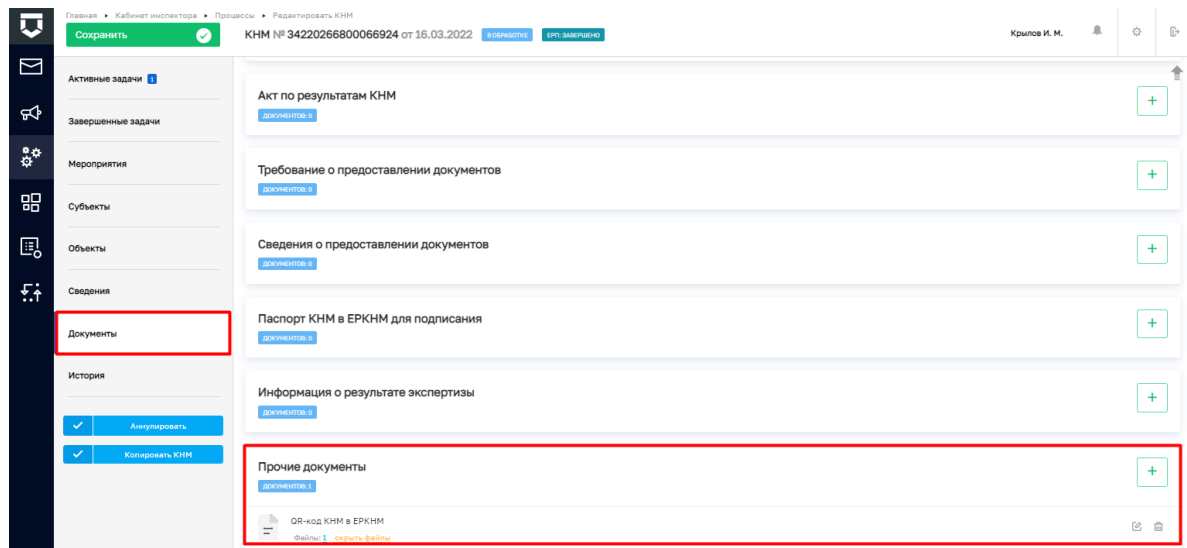 Главная ▸ Кабинет инспектора ▸ Процессы ▸ Редактировать КНМ
Сохранить
КНМ № 34220266800066924 от 16.03.2022 В ОБРАБОТКЕ ЕРП: ЗАВЕРШЕНО
Крылов И. М.
Активные задачи 1
Завершенные задачи
Мероприятия
Субъекты
Объекты
Сведения
Документы
История
Аннулировать
Копировать КНМ
Акт по результатам КНМ
ДОКУМЕНТОВ: 0
Требование о предоставлении документов
ДОКУМЕНТОВ: 0
Сведения о предоставлении документов
ДОКУМЕНТОВ: 0
Паспорт КНМ в ЕРКНМ для подписания
ДОКУМЕНТОВ: 0
Информация о результате экспертизы
ДОКУМЕНТОВ: 0
Прочие документы
ДОКУМЕНТОВ: 1
QR-код КНМ в ЕРКНМ
Файлы: 1 скрыть файлы